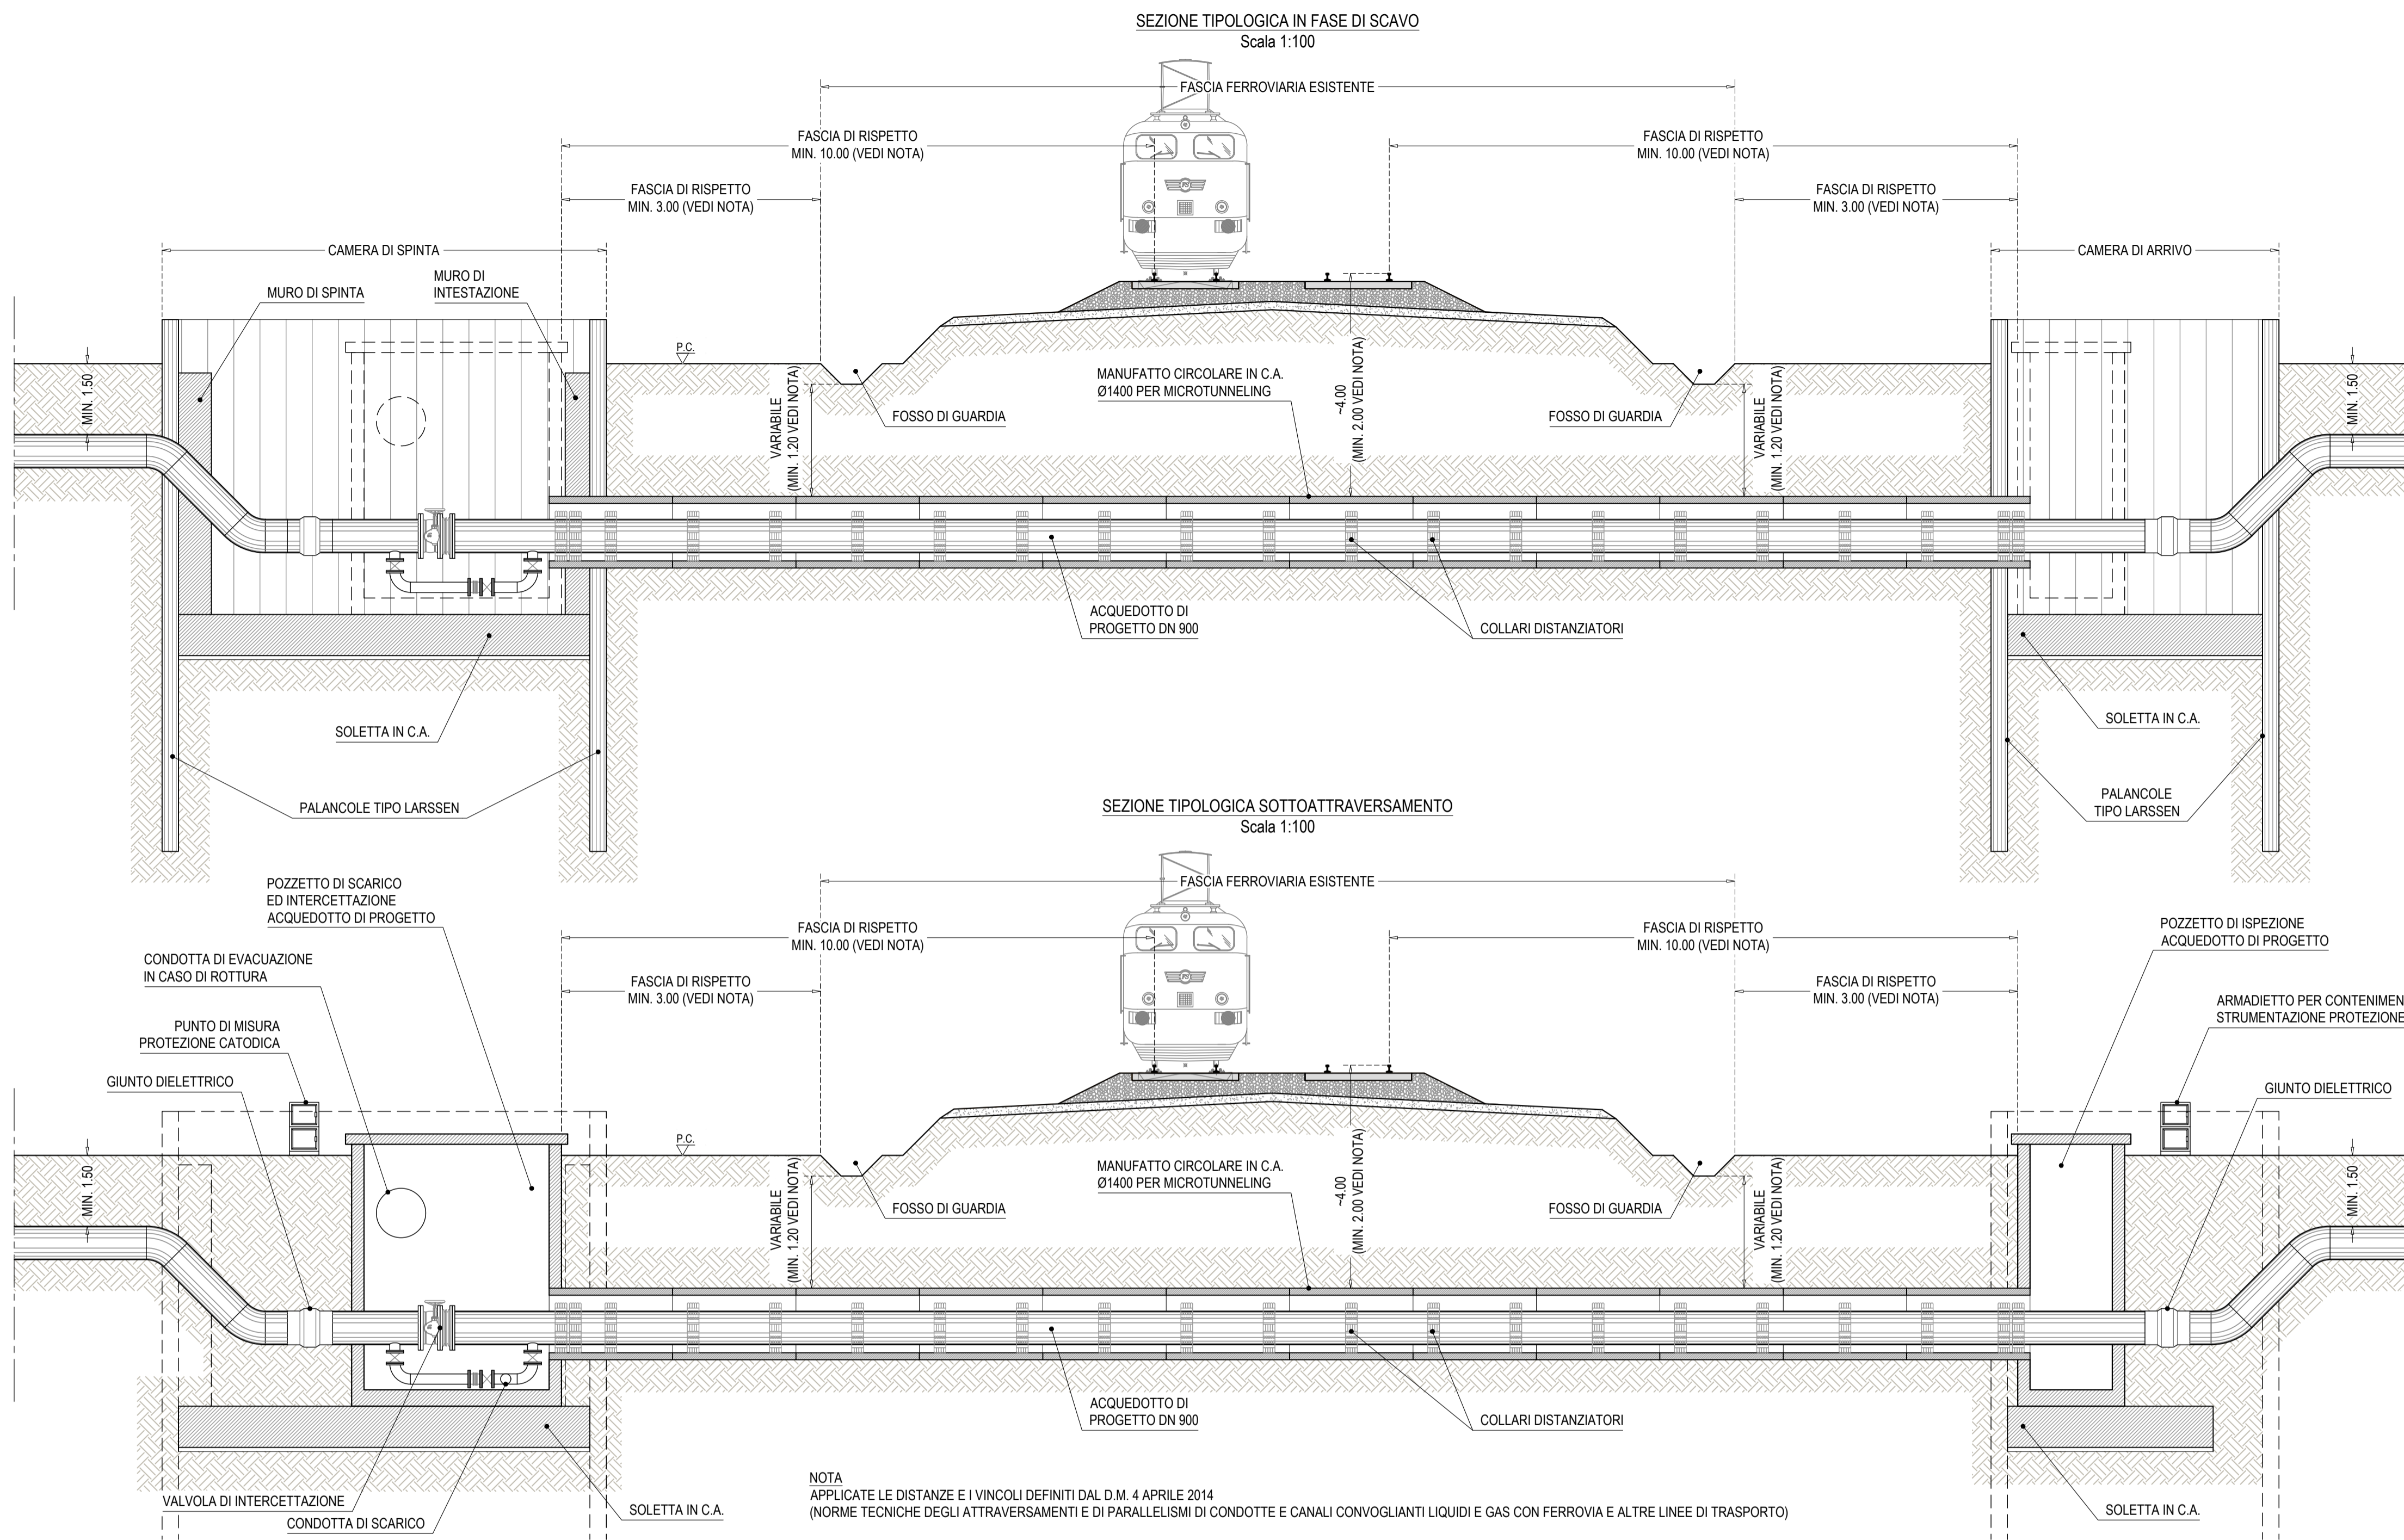 SEZIONE TIPOLOGICA IN FASE DI SCAVO
Scala 1:100
FASCIA FERROVIARIA ESISTENTE
FASCIA DI RISPETTO
MIN. 10.00 (VEDI NOTA)
FASCIA DI RISPETTO
MIN. 10.00 (VEDI NOTA)
FASCIA DI RISPETTO
MIN. 3.00 (VEDI NOTA)
FASCIA DI RISPETTO
MIN. 3.00 (VEDI NOTA)
CAMERA DI SPINTA
CAMERA DI ARRIVO
MURO DI SPINTA
MURO DI
INTESTAZIONE
P.C.
MIN. 1.50
VARIABILE
(MIN. 1.20 VEDI NOTA)
FOSSO DI GUARDIA
MANUFATTO CIRCOLARE IN C.A.
Ø1400 PER MICROTUNNELING
~4.00
(MIN. 2.00 VEDI NOTA)
FOSSO DI GUARDIA
VARIABILE
(MIN. 1.20 VEDI NOTA)
MIN. 1.50
ACQUEDOTTO DI
PROGETTO DN 900
COLLARI DISTANZIATORI
SOLETTA IN C.A.
SOLETTA IN C.A.
PALANCOLE TIPO LARSSEN
PALANCOLE
TIPO LARSSEN
SEZIONE TIPOLOGICA SOTTOATTRAVERSAMENTO
Scala 1:100
FASCIA FERROVIARIA ESISTENTE
POZZETTO DI SCARICO
ED INTERCETTAZIONE
ACQUEDOTTO DI PROGETTO
FASCIA DI RISPETTO
MIN. 10.00 (VEDI NOTA)
FASCIA DI RISPETTO
MIN. 10.00 (VEDI NOTA)
POZZETTO DI ISPEZIONE
ACQUEDOTTO DI PROGETTO
CONDOTTA DI EVACUAZIONE
IN CASO DI ROTTURA
FASCIA DI RISPETTO
MIN. 3.00 (VEDI NOTA)
FASCIA DI RISPETTO
MIN. 3.00 (VEDI NOTA)
ARMADIETTO PER CONTENIMEN
STRUMENTAZIONE PROTEZIONE
PUNTO DI MISURA
PROTEZIONE CATODICA
GIUNTO DIELETTRICO
GIUNTO DIELETTRICO
P.C.
MIN. 1.50
VARIABILE
(MIN. 1.20 VEDI NOTA)
FOSSO DI GUARDIA
MANUFATTO CIRCOLARE IN C.A.
Ø1400 PER MICROTUNNELING
~4.00
(MIN. 2.00 VEDI NOTA)
FOSSO DI GUARDIA
VARIABILE
(MIN. 1.20 VEDI NOTA)
MIN. 1.50
ACQUEDOTTO DI
PROGETTO DN 900
COLLARI DISTANZIATORI
VALVOLA DI INTERCETTAZIONE
CONDOTTA DI SCARICO
SOLETTA IN C.A.
SOLETTA IN C.A.
NOTA
APPLICATE LE DISTANZE E I VINCOLI DEFINITI DAL D.M. 4 APRILE 2014
(NORME TECNICHE DEGLI ATTRAVERSAMENTI E DI PARALLELISMI DI CONDOTTE E CANALI CONVOGLIANTI LIQUIDI E GAS CON FERROVIA E ALTRE LINEE DI TRASPORTO)